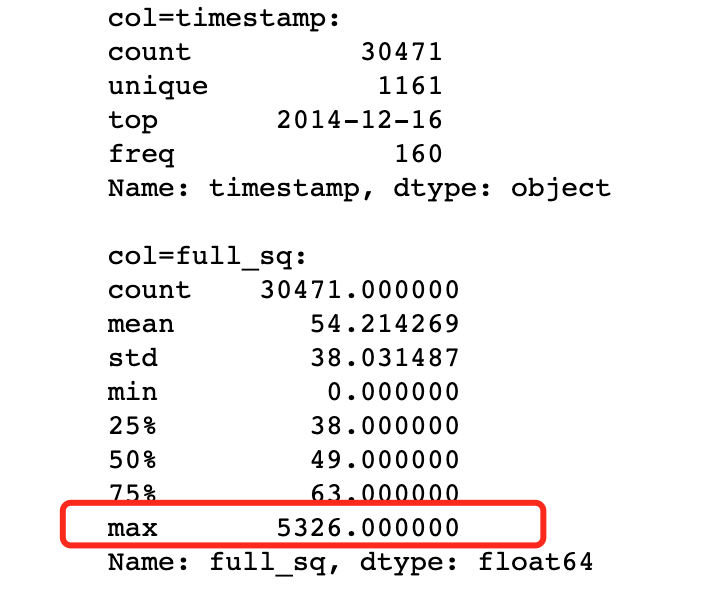 col=timestamp:
count 30471
unique 1161
top 2014-12-16
freq 160
Name: timestamp, dtype: object
col=full_sq:
count 30471.000000
mean 54.214269
std 38.031487
min 0.000000
25% 38.000000
50% 49.000000
75% 63.000000
max 5326.000000
Name: full_sq, dtype: float64